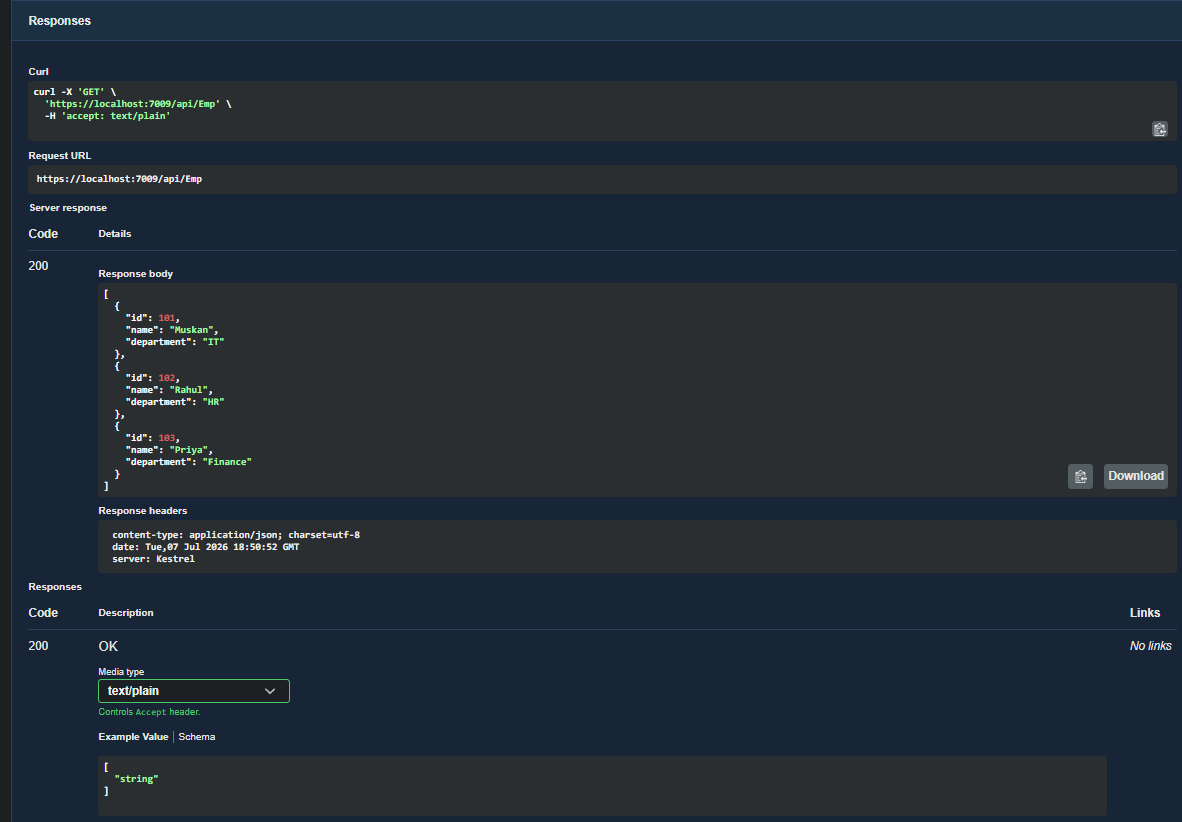 Responses
Curl
curl -X 'GET' \
  'https://localhost:7009/api/Emp' \
  -H 'accept: text/plain'
Request URL
https://localhost:7009/api/Emp
Server response
Code Details
200
Response body
[
  {
    "id": 101,
    "name": "Muskan",
    "department": "IT"
  },
  {
    "id": 102,
    "name": "Rahul",
    "department": "HR"
  },
  {
    "id": 103,
    "name": "Priya",
    "department": "Finance"
  }
]
Download
Response headers
content-type: application/json; charset=utf-8
date: Tue,07 Jul 2026 18:50:52 GMT
server: Kestrel
Responses
Code Description Links
200 OK No links
Media type
text/plain
Controls Accept header.
Example Value | Schema
[
  "string"
]